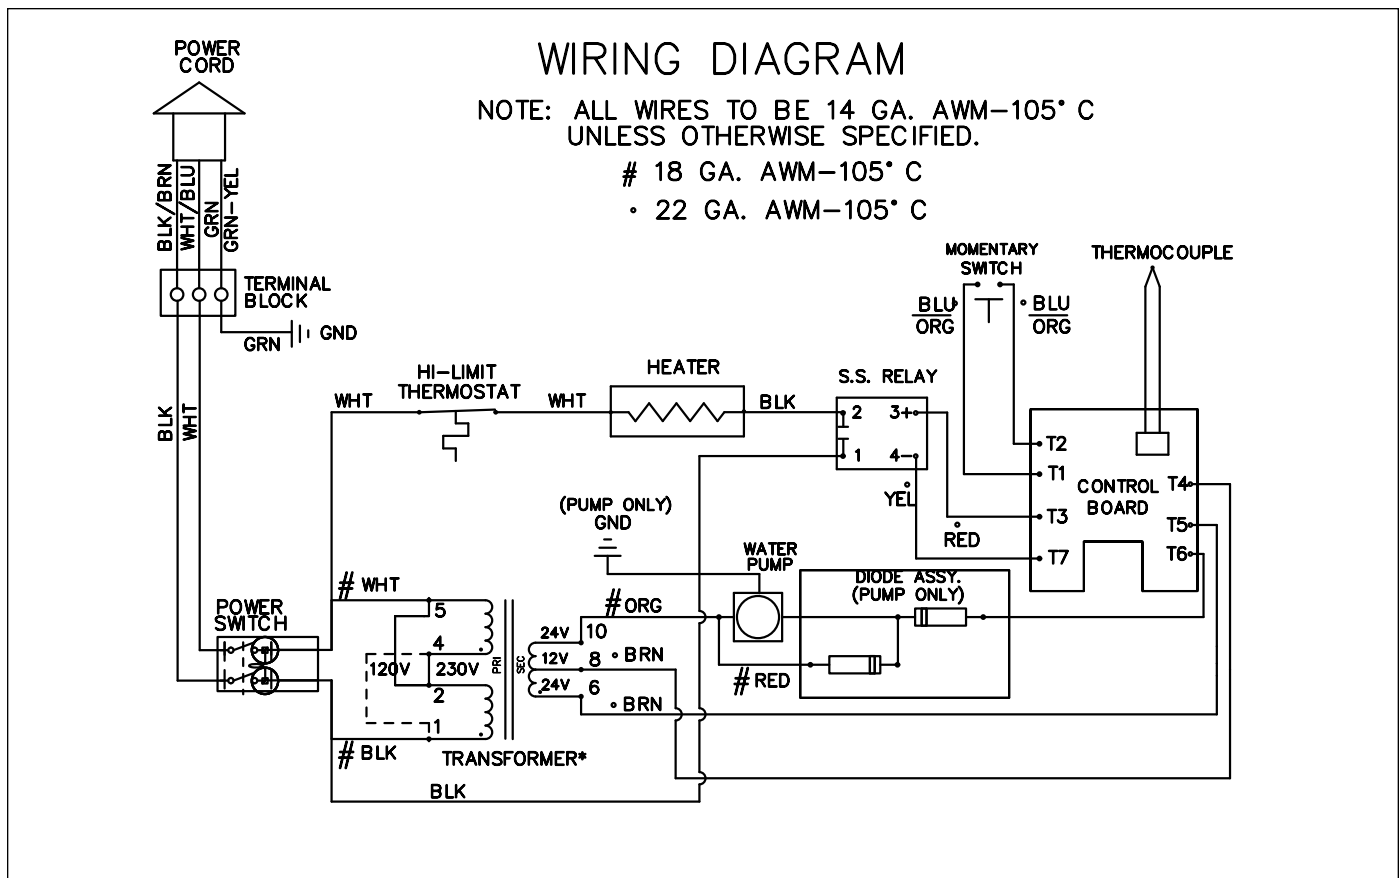 POWER
CORD
WIRING DIAGRAM
NOTE: ALL WIRES TO BE 14 GA. AWM-105° C
UNLESS OTHERWISE SPECIFIED.
# 18 GA. AWM-105° C
° 22 GA. AWM-105° C
BLK/BRN
WHT/BLU
GRN
GRN-YEL
TERMINAL
BLOCK
GRN
GND
BLK
WHT
MOMENTARY
SWITCH
THERMOCOUPLE
BLU
ORG
° BLU
ORG
WHT
HI-LIMIT
THERMOSTAT
WHT
HEATER
BLK
S.S. RELAY
2
3+
1
4-
YEL
RED
T2
T1
T3
T7
CONTROL
BOARD
T4
T5
T6
(PUMP ONLY)
GND
WATER
PUMP
DIODE ASSY.
(PUMP ONLY)
# WHT
POWER
SWITCH
5
4
120V
230V
2
1
PRI
SEC
24V
12V
24V
10
8
6
# ORG
° BRN
# RED
° BRN
# BLK
TRANSFORMER*
BLK